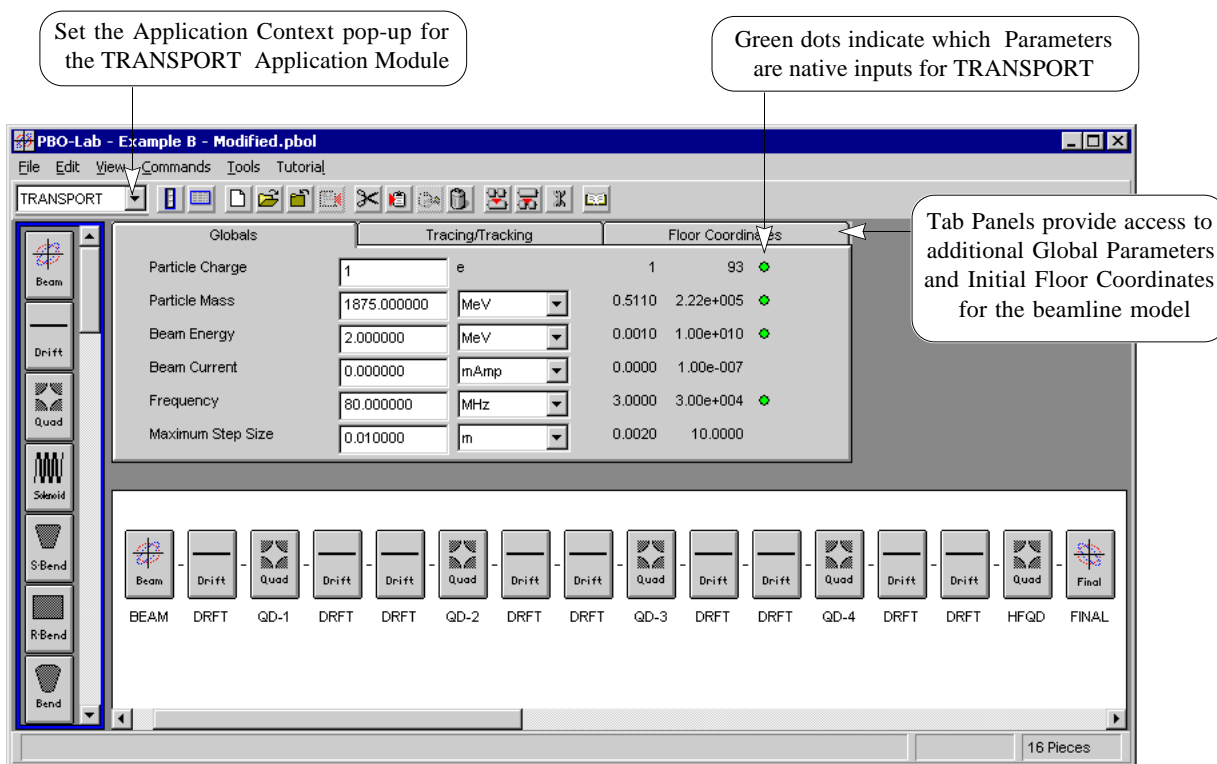 Set the Application Context pop-up for
the TRANSPORT Application Module
Green dots indicate which Parameters
are native inputs for TRANSPORT
PBO-Lab - Example B - Modified.pbol
File Edit View Commands Tools Tutorial
TRANSPORT
Tab Panels provide access to
additional Global Parameters
and Initial Floor Coordinates
for the beamline model
Globals Tracing/Tracking Floor Coordinates
Particle Charge 1 e 1 93
Particle Mass 1875.000000 MeV 0.5110 2.22e+005
Beam Energy 2.000000 MeV 0.0010 1.00e+010
Beam Current 0.000000 mAmp 0.0000 1.00e-007
Frequency 80.000000 MHz 3.0000 3.00e+004
Maximum Step Size 0.010000 m 0.0020 10.0000
Beam
Drift
Quad
Solenoid
S-Bend
R-Bend
Bend
Beam Drift Quad Drift Drift Quad Drift Drift Quad Drift Drift Quad Drift Drift Quad Final
BEAM DRFT QD-1 DRFT DRFT QD-2 DRFT DRFT QD-3 DRFT DRFT QD-4 DRFT DRFT HFQD FINAL
16 Pieces